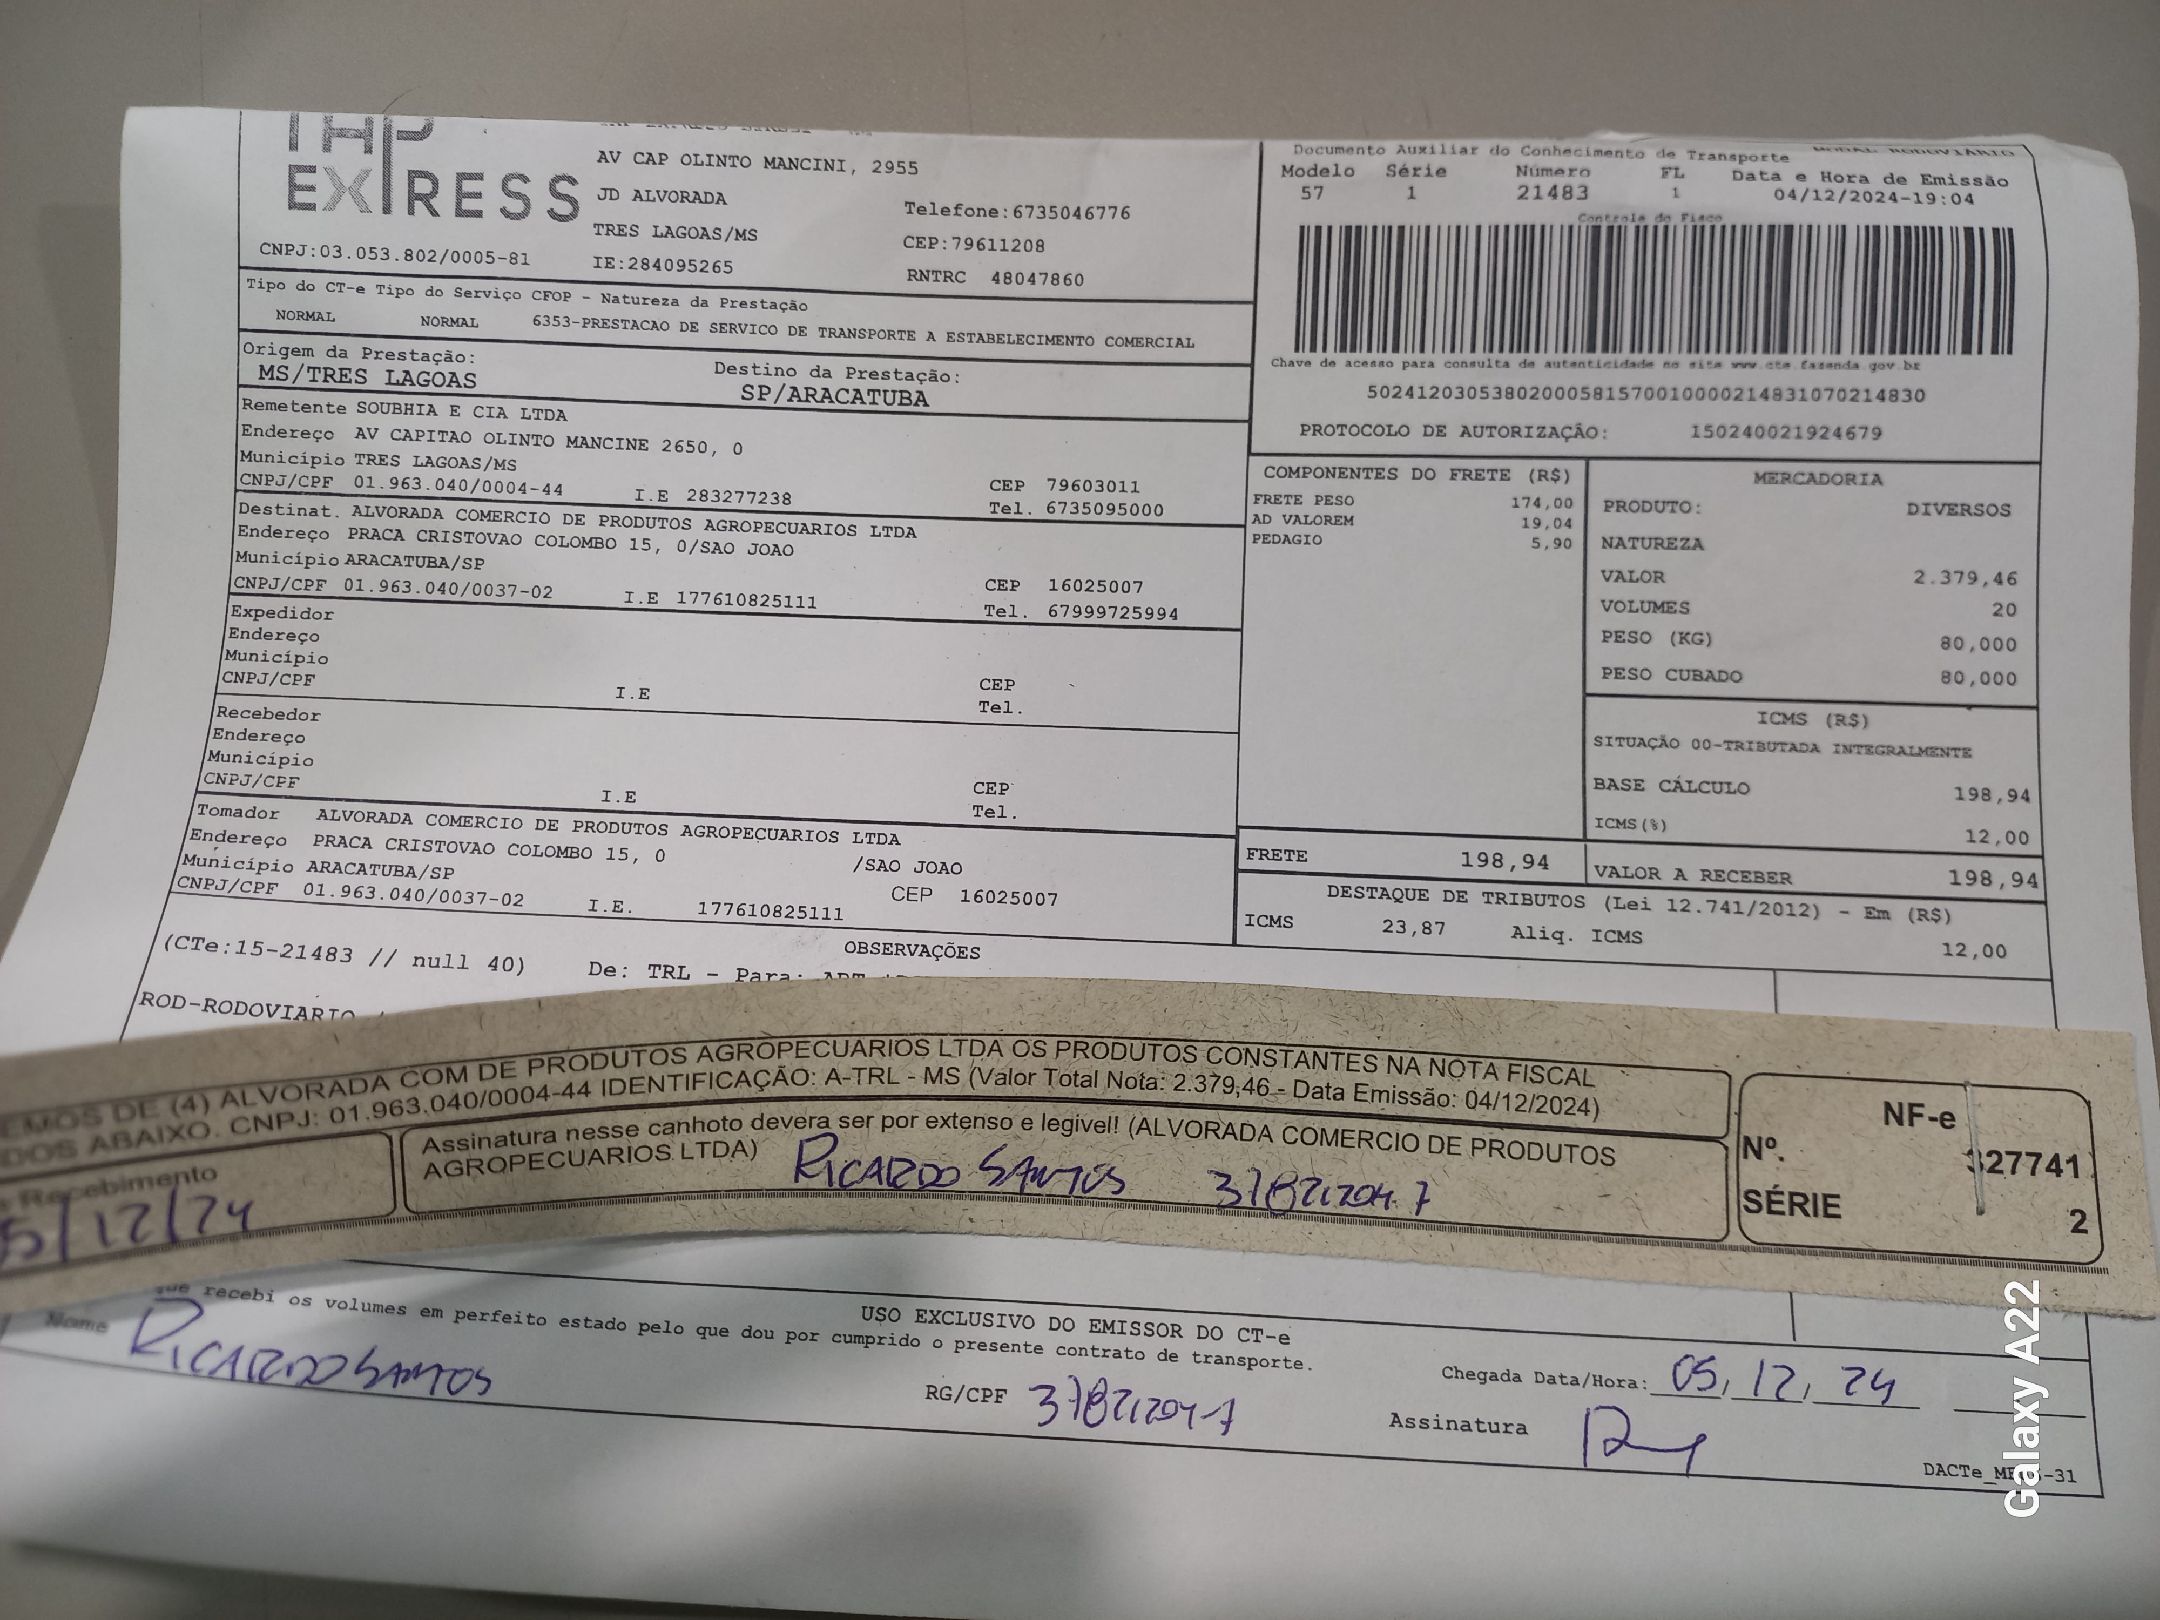 TAP
EXPRESS
CNPJ:03.053.802/0005-81
AV CAP OLINTO MANCINI, 2955
JD ALVORADA
TRES LAGOAS/MS
IE:284095265
Telefone:6735046776
CEP:79611208
RNTRC 48047860
MODAL RODOVIÁRIO
Documento Auxiliar do Conhecimento de Transporte
Modelo Série Número FL Data e Hora de Emissão
57 1 21483 1 04/12/2024-19:04
Controle do Fisco
Chave de acesso para consulta de autenticidade no site www.cte.fazenda.gov.br
50241203053802000581570010000214831070214830
PROTOCOLO DE AUTORIZAÇÃO: 150240021924679
Tipo do CT-e Tipo do Serviço CFOP - Natureza da Prestação
NORMAL NORMAL 6353-PRESTACAO DE SERVICO DE TRANSPORTE A ESTABELECIMENTO COMERCIAL
Origem da Prestação: Destino da Prestação:
MS/TRES LAGOAS SP/ARACATUBA
Remetente SOUBHIA E CIA LTDA
Endereço AV CAPITAO OLINTO MANCINE 2650, 0
Município TRES LAGOAS/MS CEP 79603011
CNPJ/CPF 01.963.040/0004-44 I.E 283277238 Tel. 6735095000
Destinat. ALVORADA COMERCIO DE PRODUTOS AGROPECUARIOS LTDA
Endereço PRACA CRISTOVAO COLOMBO 15, 0/SAO JOAO
Município ARACATUBA/SP CEP 16025007
CNPJ/CPF 01.963.040/0037-02 I.E 177610825111 Tel. 67999725994
Expedidor
Endereço
Município CEP
CNPJ/CPF I.E Tel.
Recebedor
Endereço
Município CEP
CNPJ/CPF I.E Tel.
Tomador ALVORADA COMERCIO DE PRODUTOS AGROPECUARIOS LTDA
Endereço PRACA CRISTOVAO COLOMBO 15, 0 /SAO JOAO
Município ARACATUBA/SP CEP 16025007
CNPJ/CPF 01.963.040/0037-02 I.E. 177610825111
COMPONENTES DO FRETE (R$)
FRETE PESO 174,00
AD VALOREM 19,04
PEDAGIO 5,90
MERCADORIA
PRODUTO: DIVERSOS
NATUREZA
VALOR 2.379,46
VOLUMES 20
PESO (KG) 80,000
PESO CUBADO 80,000
ICMS (R$)
SITUAÇÃO 00-TRIBUTADA INTEGRALMENTE
BASE CÁLCULO 198,94
ICMS(%) 12,00
FRETE 198,94 VALOR A RECEBER 198,94
DESTAQUE DE TRIBUTOS (Lei 12.741/2012) - Em (R$)
ICMS 23,87 Aliq. ICMS 12,00
OBSERVAÇÕES
(CTe:15-21483 // null 40) De: TRL - Para:
ROD-RODOVIARIO
EMOS DE (4) ALVORADA COM DE PRODUTOS AGROPECUARIOS LTDA OS PRODUTOS CONSTANTES NA NOTA FISCAL
DOS ABAIXO. CNPJ: 01.963.040/0004-44 IDENTIFICAÇÃO: A-TRL - MS (Valor Total Nota: 2.379,46 - Data Emissão: 04/12/2024)
Recebimento
5/12/24
Assinatura nesse canhoto devera ser por extenso e legivel! (ALVORADA COMERCIO DE PRODUTOS
AGROPECUARIOS LTDA) RICARDO SANTOS
NF-e
Nº. 327741
SÉRIE 2
USO EXCLUSIVO DO EMISSOR DO CT-e
que recebi os volumes em perfeito estado pelo que dou por cumprido o presente contrato de transporte.
Nome RICARDO SANTOS
RG/CPF
Chegada Data/Hora: 05, 12, 24
Assinatura
Galaxy A22